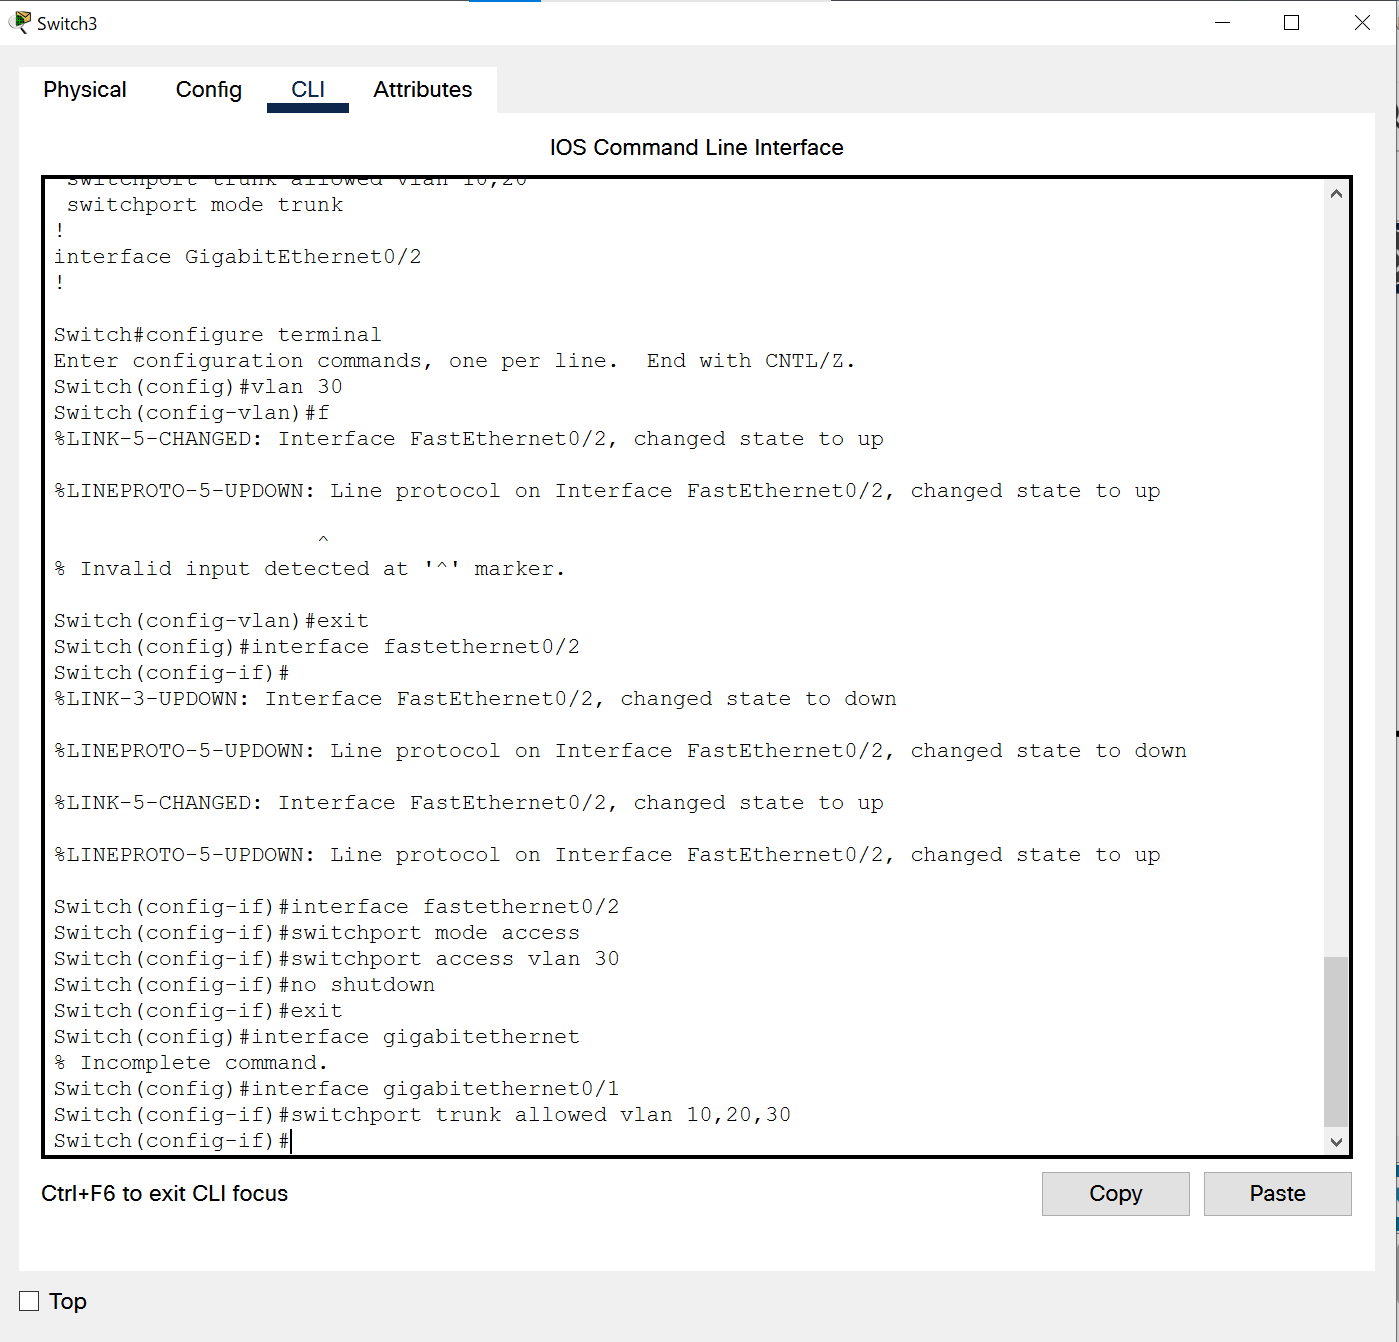 Switch3
Physical Config CLI Attributes
IOS Command Line Interface
switchport trunk allowed vlan 10,20
 switchport mode trunk
!
interface GigabitEthernet0/2
!
Switch#configure terminal
Enter configuration commands, one per line.  End with CNTL/Z.
Switch(config)#vlan 30
Switch(config-vlan)#f
%LINK-5-CHANGED: Interface FastEthernet0/2, changed state to up
%LINEPROTO-5-UPDOWN: Line protocol on Interface FastEthernet0/2, changed state to up
^
% Invalid input detected at '^' marker.
Switch(config-vlan)#exit
Switch(config)#interface fastethernet0/2
Switch(config-if)#
%LINK-3-UPDOWN: Interface FastEthernet0/2, changed state to down
%LINEPROTO-5-UPDOWN: Line protocol on Interface FastEthernet0/2, changed state to down
%LINK-5-CHANGED: Interface FastEthernet0/2, changed state to up
%LINEPROTO-5-UPDOWN: Line protocol on Interface FastEthernet0/2, changed state to up
Switch(config-if)#interface fastethernet0/2
Switch(config-if)#switchport mode access
Switch(config-if)#switchport access vlan 30
Switch(config-if)#no shutdown
Switch(config-if)#exit
Switch(config)#interface gigabitethernet
% Incomplete command.
Switch(config)#interface gigabitethernet0/1
Switch(config-if)#switchport trunk allowed vlan 10,20,30
Switch(config-if)#
Ctrl+F6 to exit CLI focus
Copy Paste
Top